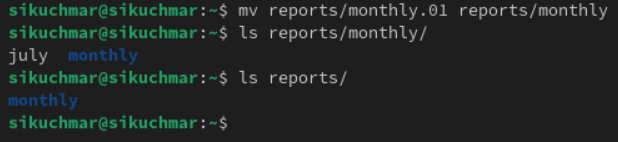 sikuchmar@sikuchmar:~$ mv reports/monthly.01 reports/monthly
sikuchmar@sikuchmar:~$ ls reports/monthly/
july  monthly
sikuchmar@sikuchmar:~$ ls reports/
monthly
sikuchmar@sikuchmar:~$